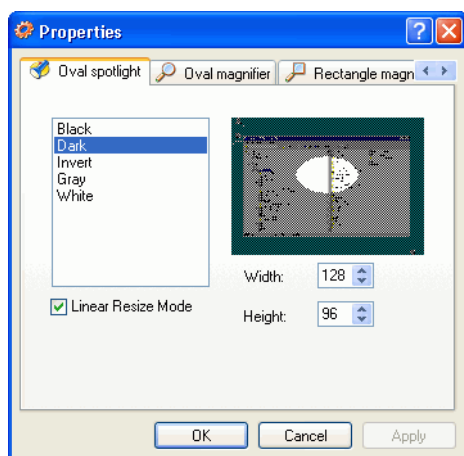 Properties
Oval spotlight
Oval magnifier
Rectangle magn
Black
Dark
Invert
Gray
White
Width: 128
Linear Resize Mode
Height: 96
OK
Cancel
Apply